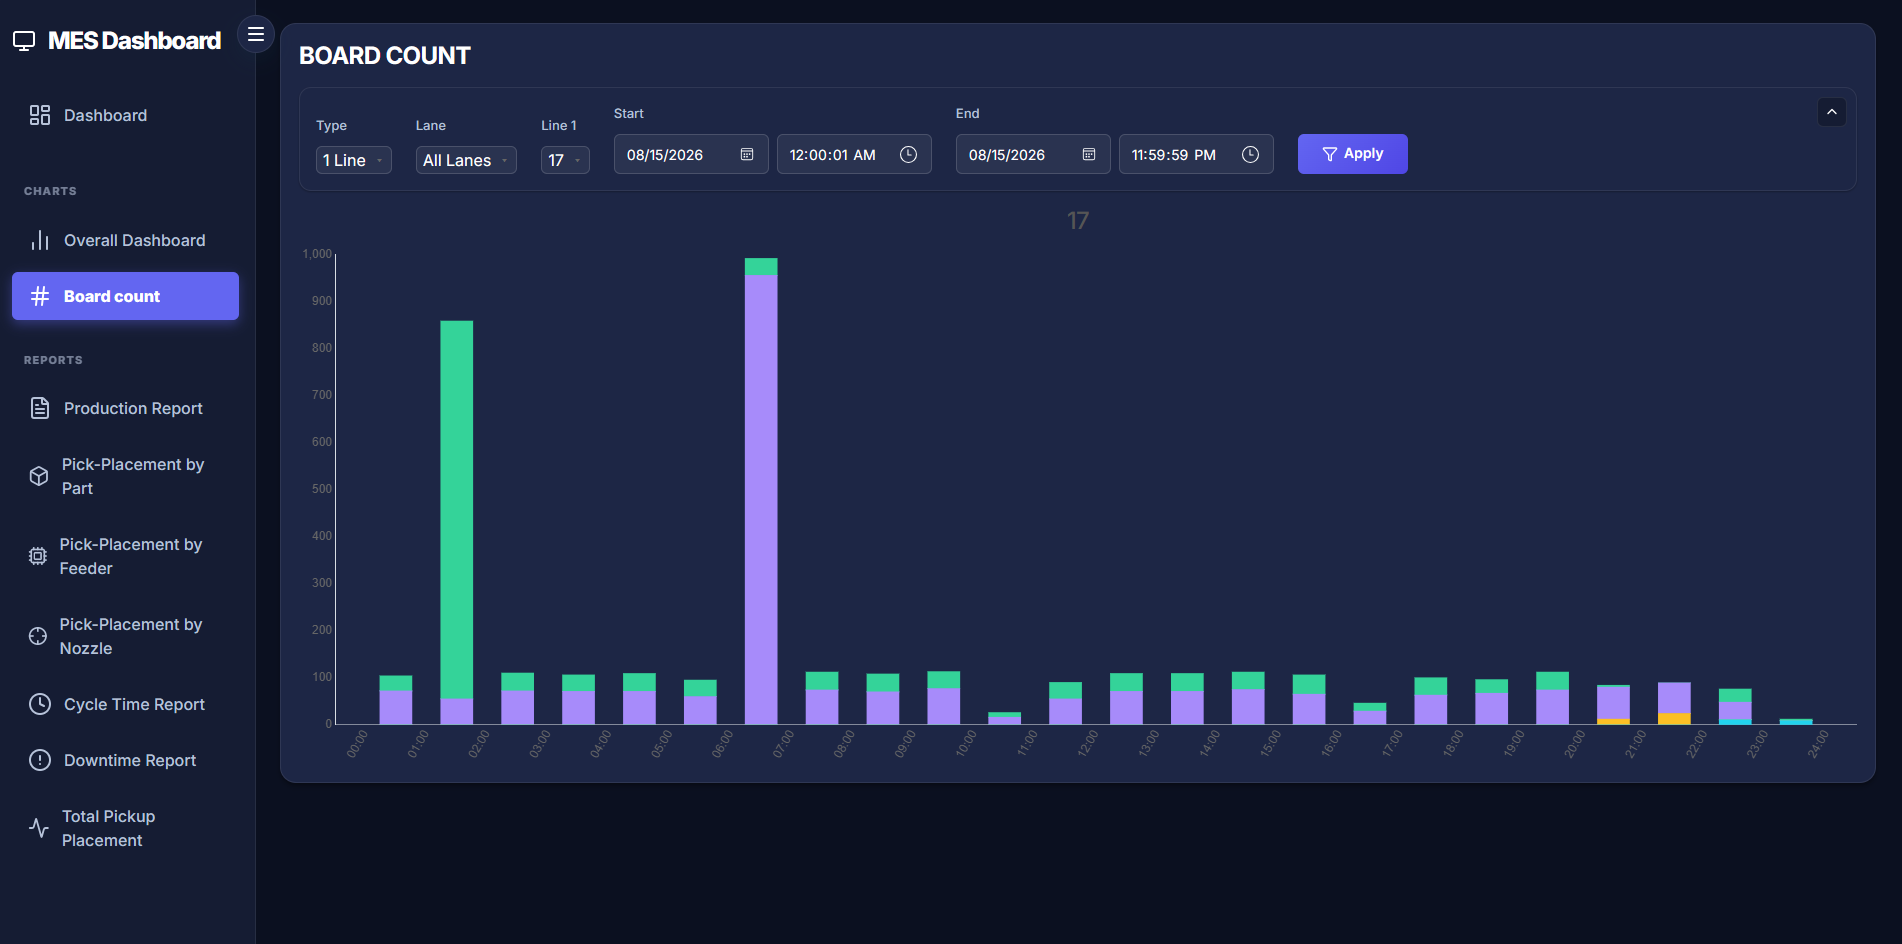 MES Dashboard
Dashboard
CHARTS
Overall Dashboard
Board count
REPORTS
Production Report
Pick-Placement by
Part
Pick-Placement by
Feeder
Pick-Placement by
Nozzle
Cycle Time Report
Downtime Report
Total Pickup
Placement
BOARD COUNT
Type
Lane
Line 1
Start
End
1 Line
All Lanes
17
08/15/2026
12:00:01 AM
08/15/2026
11:59:59 PM
Apply
17
1,000
900
800
700
600
500
400
300
200
100
0
00:00
01:00
02:00
03:00
04:00
05:00
06:00
07:00
08:00
09:00
10:00
11:00
12:00
13:00
14:00
15:00
16:00
17:00
18:00
19:00
20:00
21:00
22:00
23:00
24:00